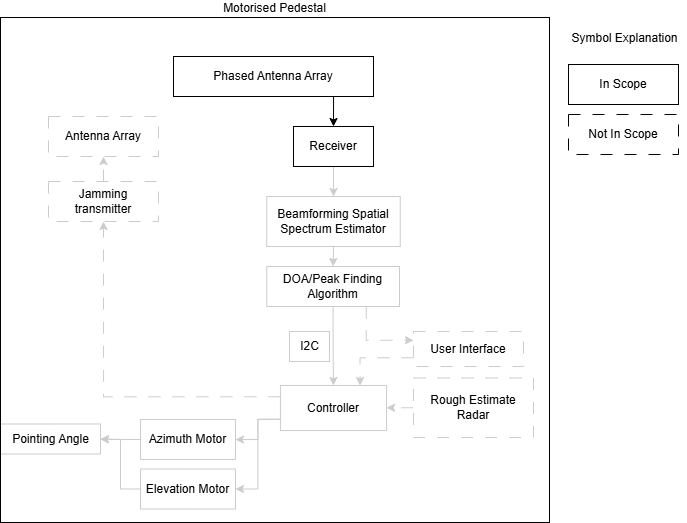 Motorised Pedestal
Symbol Explanation
Phased Antenna Array
In Scope
Antenna Array
Not In Scope
Receiver
Jamming
transmitter
Beamforming Spatial
Spectrum Estimator
DOA/Peak Finding
Algorithm
I2C
User Interface
Controller
Rough Estimate
Radar
Pointing Angle
Azimuth Motor
Elevation Motor